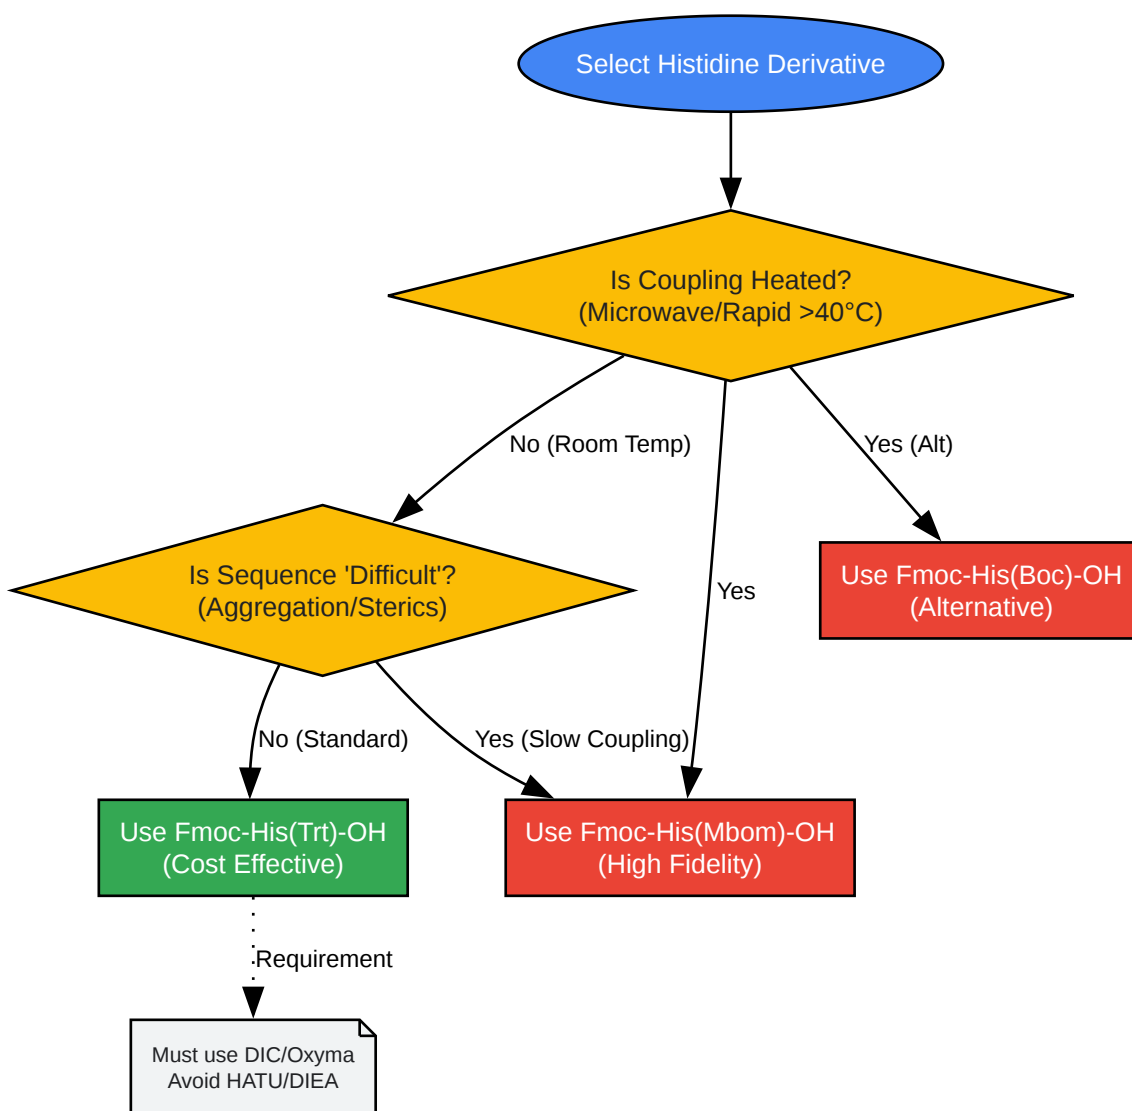 Select Histidine Derivative
Is Coupling Heated?
(Microwave/Rapid >40°C)
No (Room Temp)
Yes (Alt)
Is Sequence 'Difficult'?
(Aggregation/Sterics)
Yes
Use Fmoc-His(Boc)-OH
(Alternative)
No (Standard)
Yes (Slow Coupling)
Use Fmoc-His(Trt)-OH
(Cost Effective)
Use Fmoc-His(Mbom)-OH
(High Fidelity)
Requirement
Must use DIC/Oxyma
Avoid HATU/DIEA